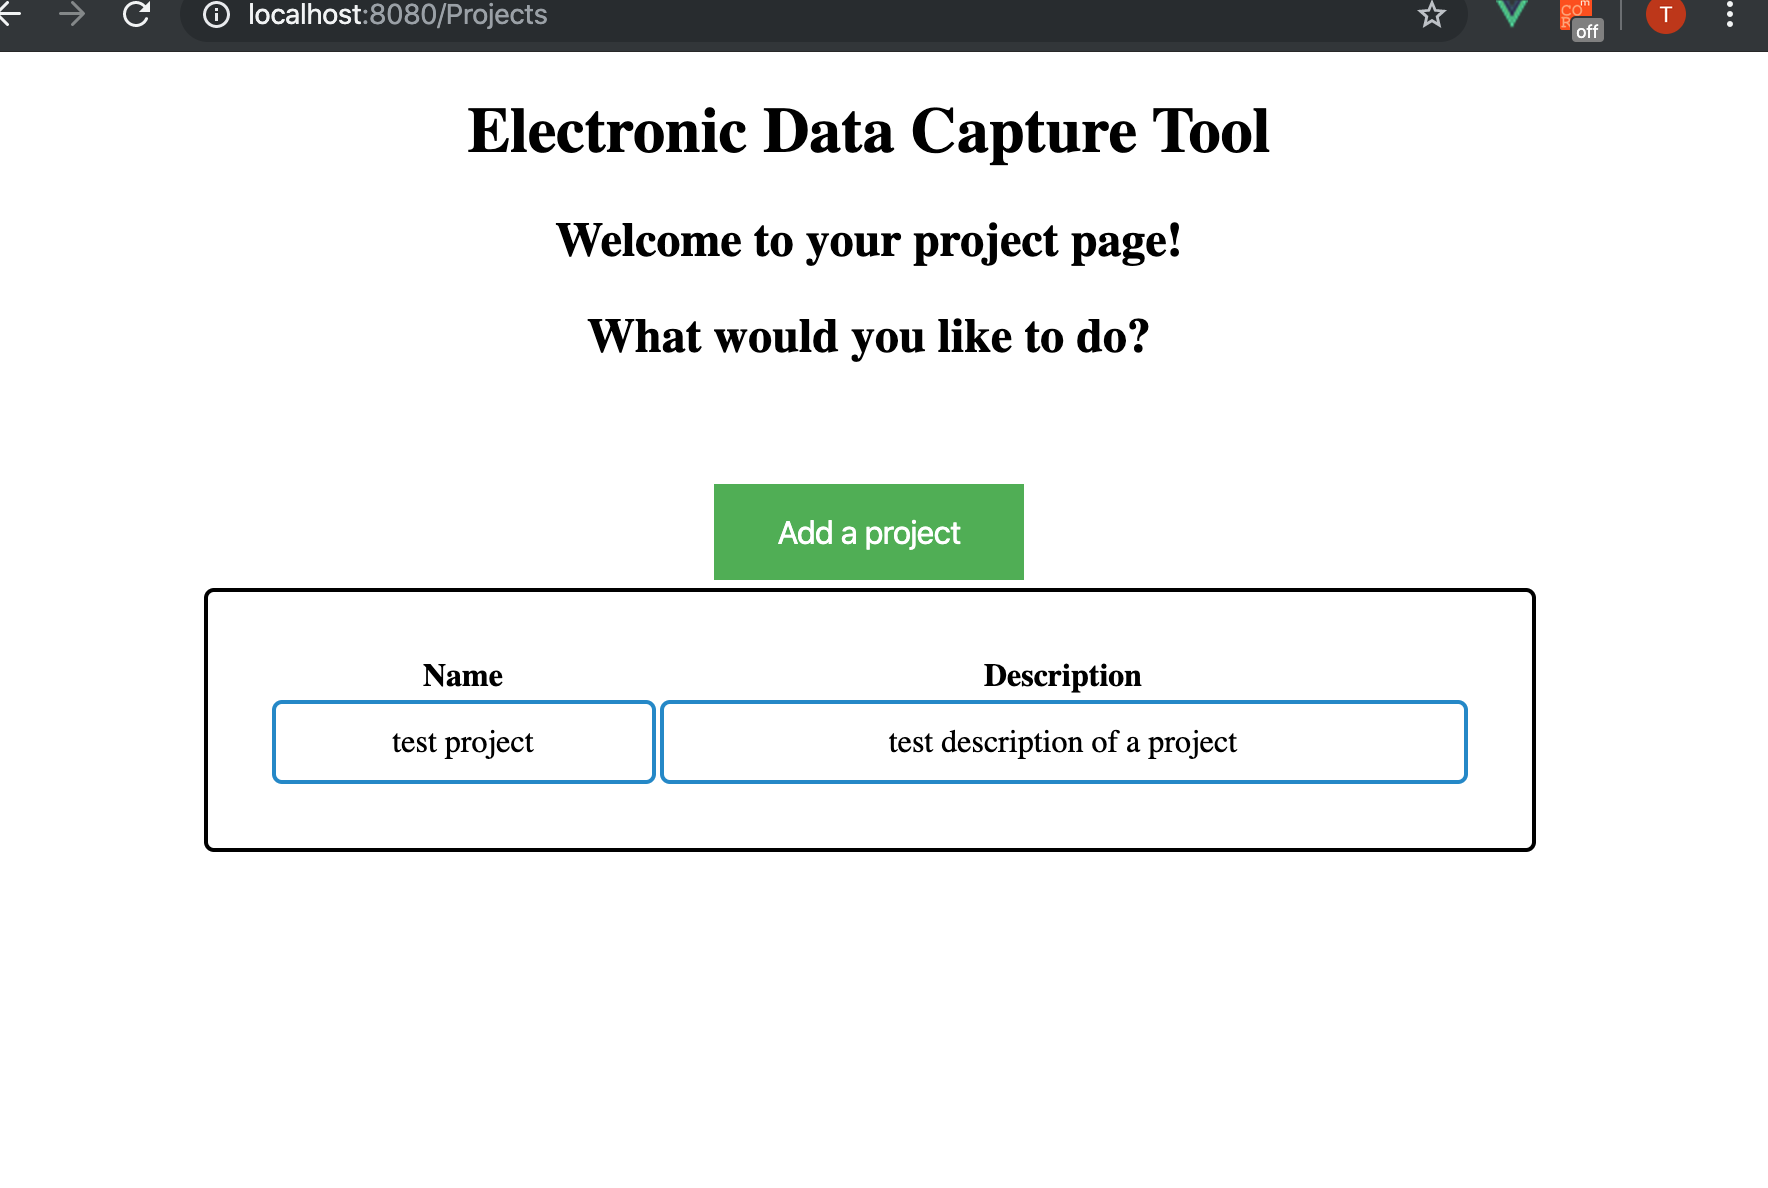 localhost:8080/Projects
off
T
Electronic Data Capture Tool
Welcome to your project page!
What would you like to do?
Add a project
Name Description
test project test description of a project